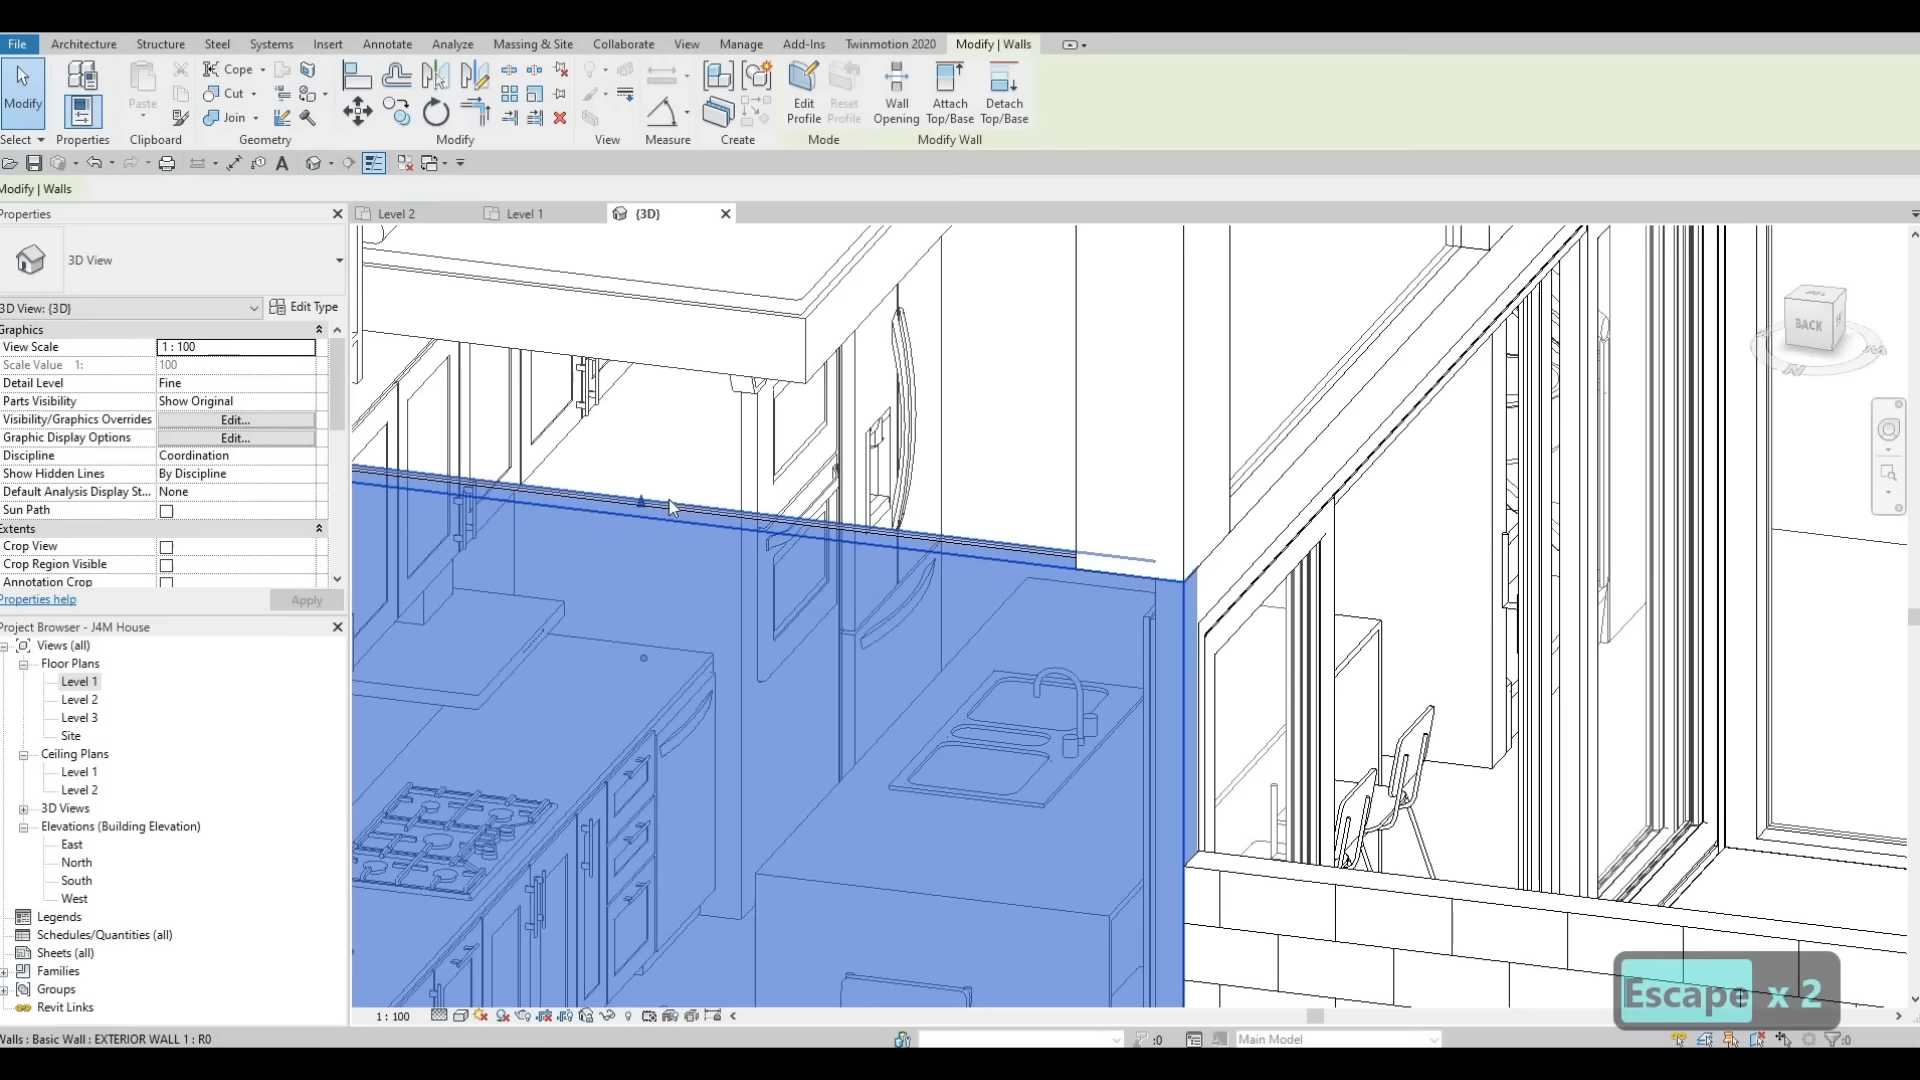 File Architecture Structure Steel Systems Insert Annotate Analyze Massing & Site Collaborate View Manage Add-Ins Twinmotion 2020 Modify | Walls
Modify Paste Cope Cut Join Edit Profile Reset Profile Wall Opening Attach Top/Base Detach Top/Base
Select Properties Clipboard Geometry Modify View Measure Create Mode Modify Wall
A
Modify | Walls
Properties
Level 2 Level 1 {3D}
3D View
3D View: {3D} Edit Type
Graphics
View Scale 1 : 100
Scale Value 1: 100
Detail Level Fine
Parts Visibility Show Original
Visibility/Graphics Overrides Edit...
Graphic Display Options Edit...
Discipline Coordination
Show Hidden Lines By Discipline
Default Analysis Display St... None
Sun Path
Extents
Crop View
Crop Region Visible
Annotation Crop
Properties help Apply
Project Browser - J4M House
Views (all)
Floor Plans
Level 1
Level 2
Level 3
Site
Ceiling Plans
Level 1
Level 2
3D Views
Elevations (Building Elevation)
East
North
South
West
Legends
Schedules/Quantities (all)
Sheets (all)
Families
Groups
Revit Links
BACK
TOP
N
Escape x 2
1 : 100
Walls : Basic Wall : EXTERIOR WALL 1 : R0 :0 Main Model :0